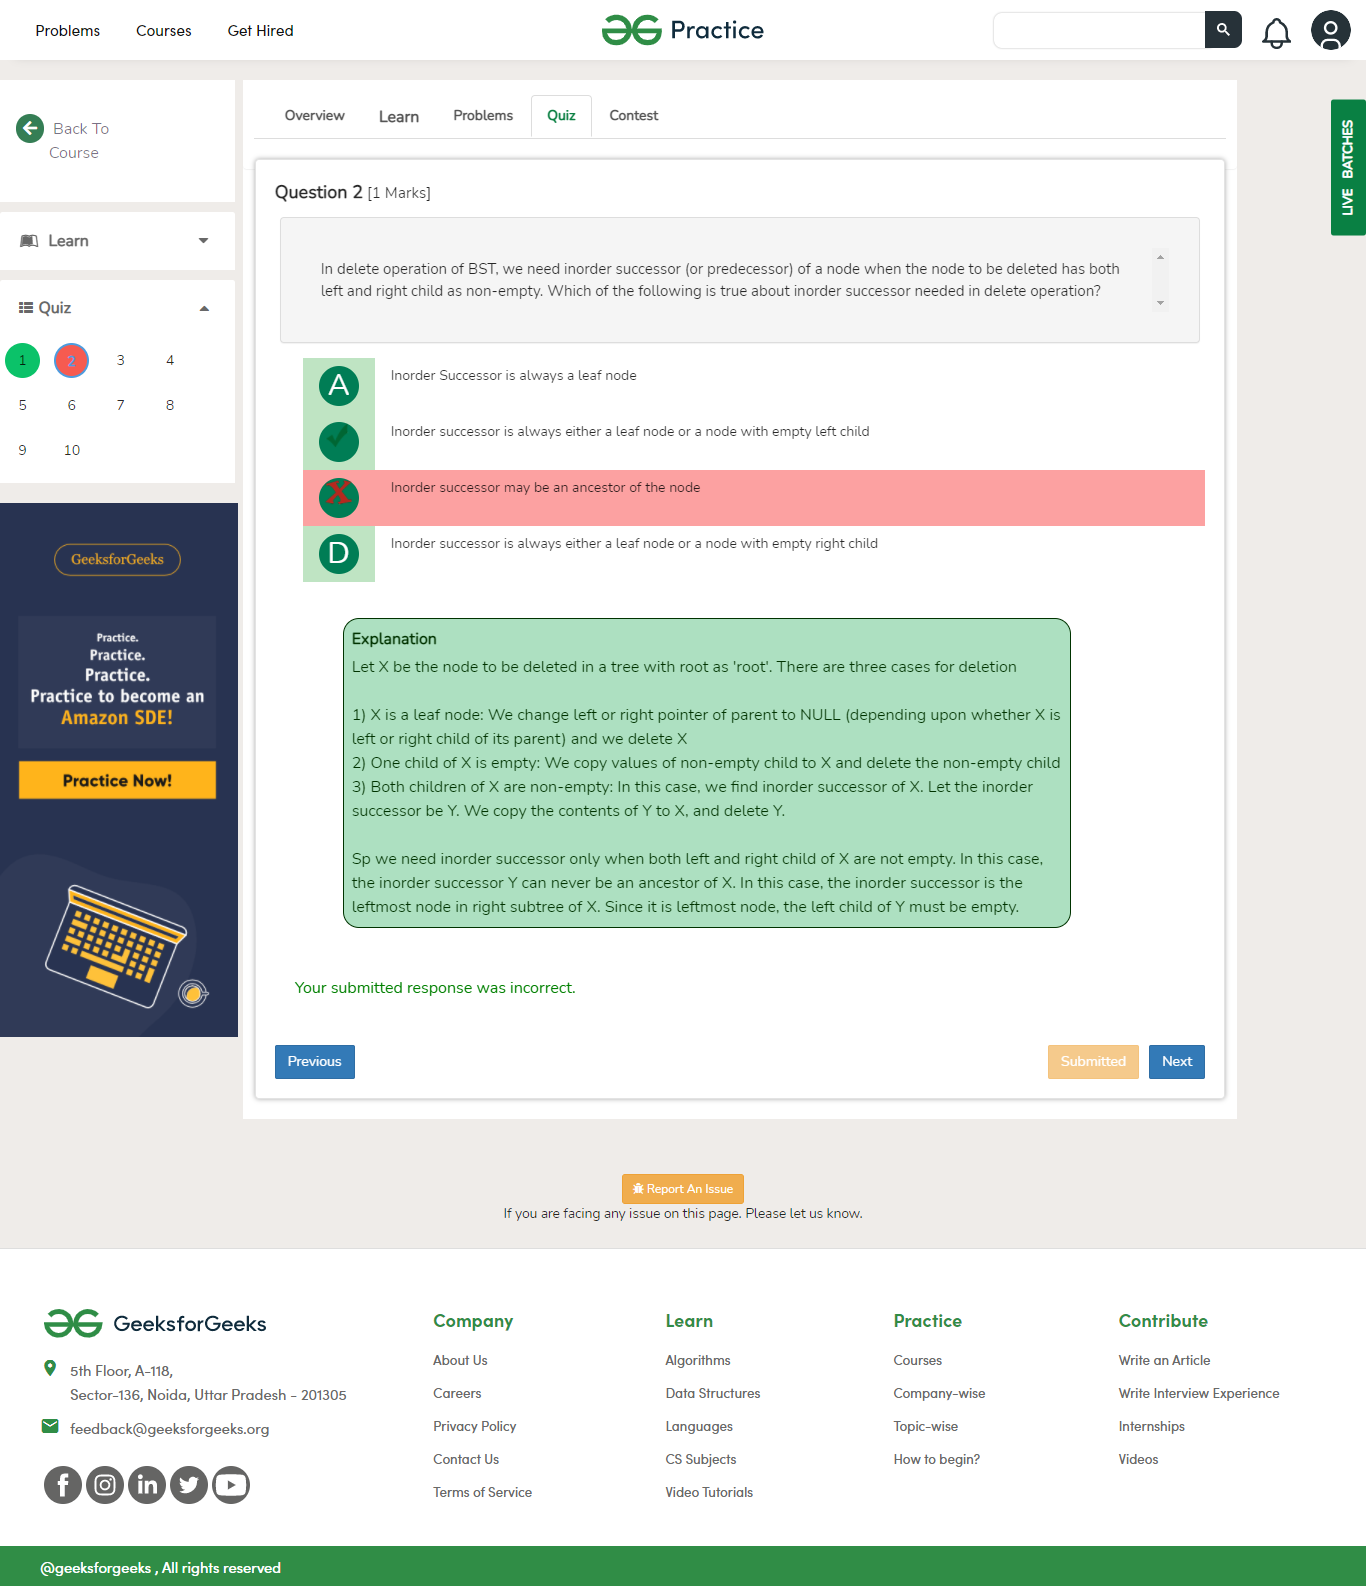 Problems Courses Get Hired
Practice
Back To
Course
Learn
Quiz
1 2 3 4
5 6 7 8
9 10
GeeksforGeeks
Practice.
Practice.
Practice.
Practice to become an
Amazon SDE!
Practice Now!
Overview Learn Problems Quiz Contest
LIVE BATCHES
Question 2 [1 Marks]
In delete operation of BST, we need inorder successor (or predecessor) of a node when the node to be deleted has both
left and right child as non-empty. Which of the following is true about inorder successor needed in delete operation?
A Inorder Successor is always a leaf node
Inorder successor is always either a leaf node or a node with empty left child
X Inorder successor may be an ancestor of the node
D Inorder successor is always either a leaf node or a node with empty right child
Explanation
Let X be the node to be deleted in a tree with root as 'root'. There are three cases for deletion
1) X is a leaf node: We change left or right pointer of parent to NULL (depending upon whether X is
left or right child of its parent) and we delete X
2) One child of X is empty: We copy values of non-empty child to X and delete the non-empty child
3) Both children of X are non-empty: In this case, we find inorder successor of X. Let the inorder
successor be Y. We copy the contents of Y to X, and delete Y.
Sp we need inorder successor only when both left and right child of X are not empty. In this case,
the inorder successor Y can never be an ancestor of X. In this case, the inorder successor is the
leftmost node in right subtree of X. Since it is leftmost node, the left child of Y must be empty.
Your submitted response was incorrect.
Previous Submitted Next
Report An Issue
If you are facing any issue on this page. Please let us know.
GeeksforGeeks
5th Floor, A-118,
Sector-136, Noida, Uttar Pradesh - 201305
feedback@geeksforgeeks.org
Company
About Us
Careers
Privacy Policy
Contact Us
Terms of Service
Learn
Algorithms
Data Structures
Languages
CS Subjects
Video Tutorials
Practice
Courses
Company-wise
Topic-wise
How to begin?
Contribute
Write an Article
Write Interview Experience
Internships
Videos
@geeksforgeeks , All rights reserved